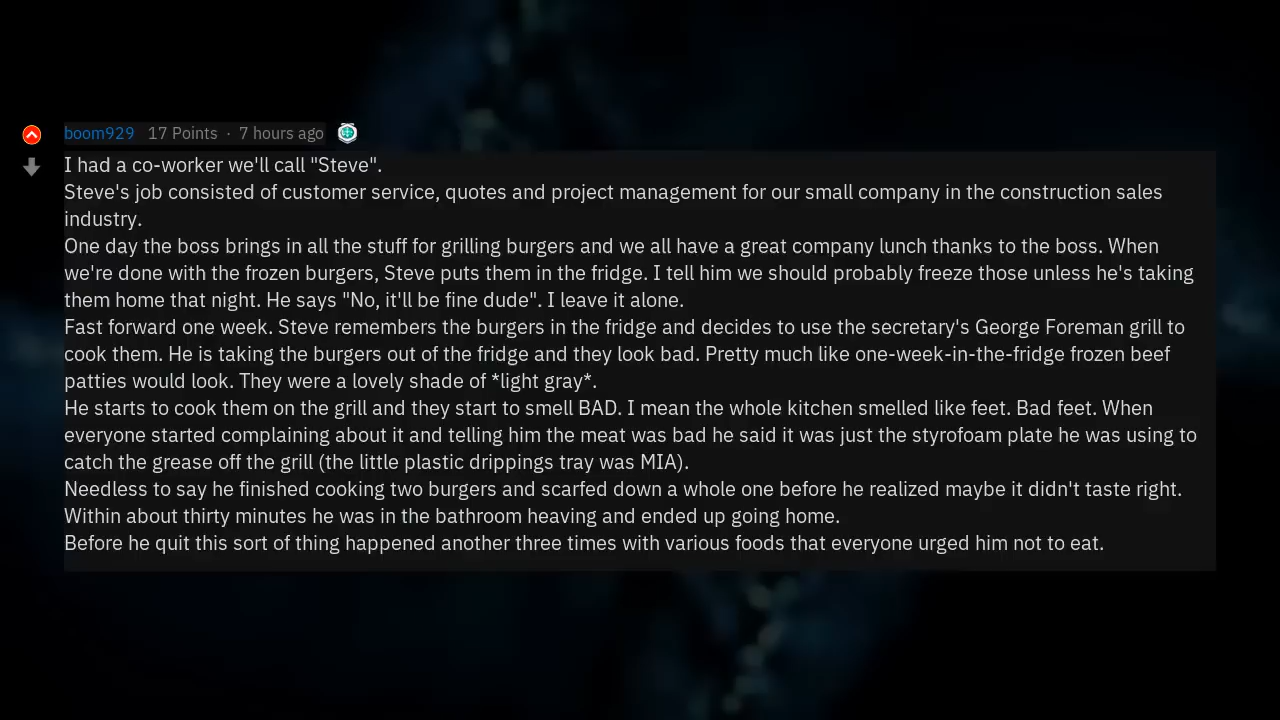 boom929 17 Points · 7 hours ago
I had a co-worker we'll call "Steve".
Steve's job consisted of customer service, quotes and project management for our small company in the construction sales
industry.
One day the boss brings in all the stuff for grilling burgers and we all have a great company lunch thanks to the boss. When
we're done with the frozen burgers, Steve puts them in the fridge. I tell him we should probably freeze those unless he's taking
them home that night. He says "No, it'll be fine dude". I leave it alone.
Fast forward one week. Steve remembers the burgers in the fridge and decides to use the secretary's George Foreman grill to
cook them. He is taking the burgers out of the fridge and they look bad. Pretty much like one-week-in-the-fridge frozen beef
patties would look. They were a lovely shade of *light gray*.
He starts to cook them on the grill and they start to smell BAD. I mean the whole kitchen smelled like feet. Bad feet. When
everyone started complaining about it and telling him the meat was bad he said it was just the styrofoam plate he was using to
catch the grease off the grill (the little plastic drippings tray was MIA).
Needless to say he finished cooking two burgers and scarfed down a whole one before he realized maybe it didn't taste right.
Within about thirty minutes he was in the bathroom heaving and ended up going home.
Before he quit this sort of thing happened another three times with various foods that everyone urged him not to eat.